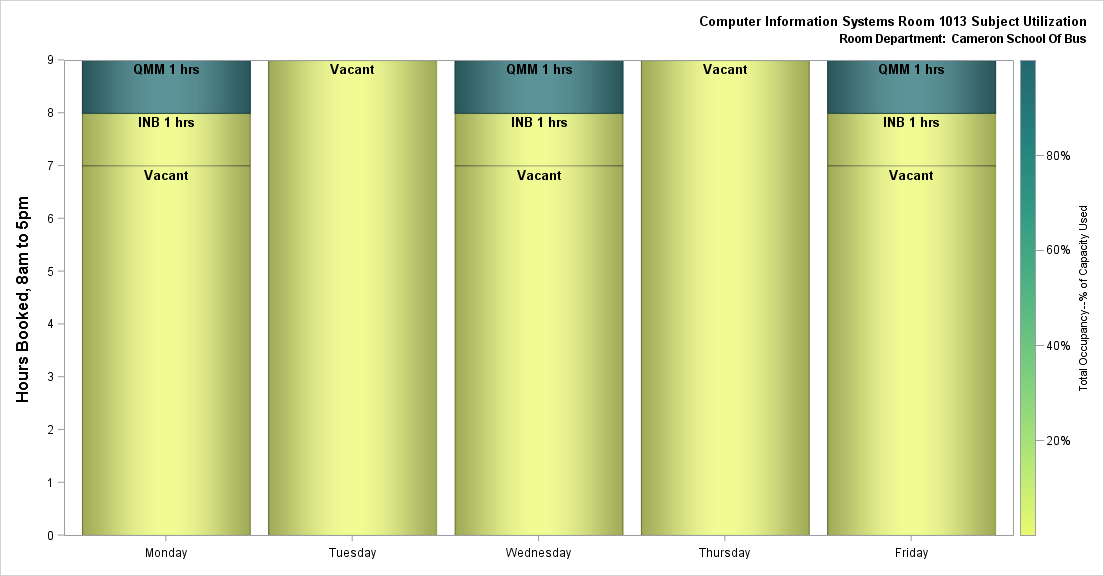 Computer Information Systems Room 1013 Subject Utilization
Room Department: Cameron School Of Bus
Hours Booked, 8am to 5pm
9
8
7
6
5
4
3
2
1
0
QMM 1 hrs
INB 1 hrs
Vacant
Vacant
QMM 1 hrs
INB 1 hrs
Vacant
Vacant
QMM 1 hrs
INB 1 hrs
Vacant
Monday
Tuesday
Wednesday
Thursday
Friday
80%
60%
40%
20%
Total Occupancy--% of Capacity Used